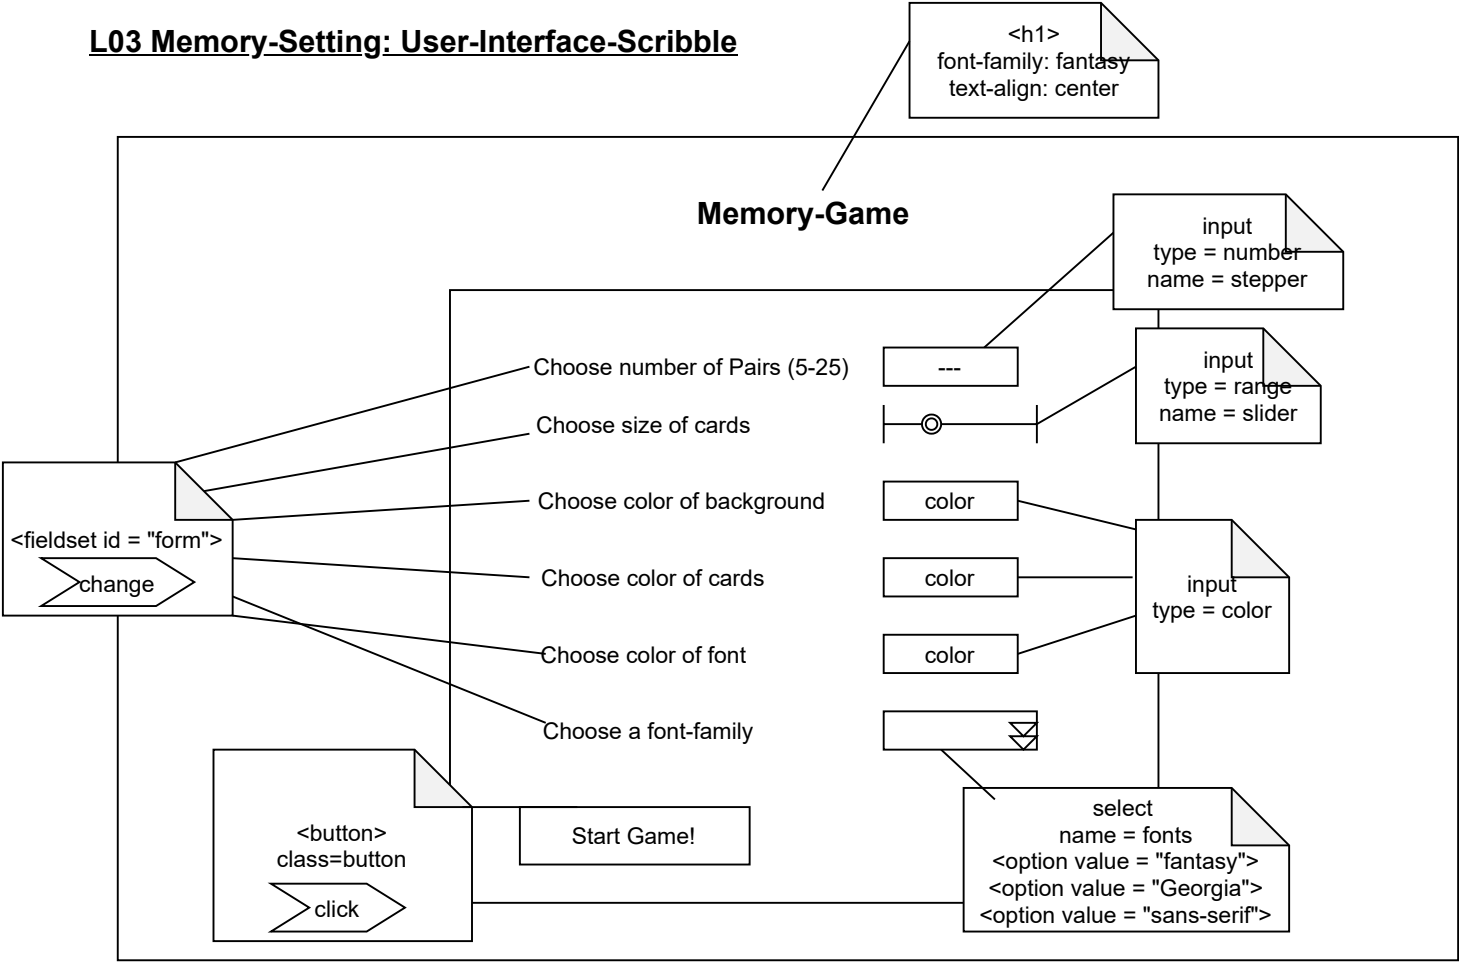 L03 Memory-Setting: User-Interface-Scribble
<h1>
font-family: fantasy
text-align: center
Memory-Game
input
type = number
name = stepper
Choose number of Pairs (5-25)
---
input
type = range
name = slider
Choose size of cards
Choose color of background
color
<fieldset id = "form">
change
Choose color of cards
color
input
type = color
Choose color of font
color
Choose a font-family
<button>
class=button
click
Start Game!
select
name = fonts
<option value = "fantasy">
<option value = "Georgia">
<option value = "sans-serif">